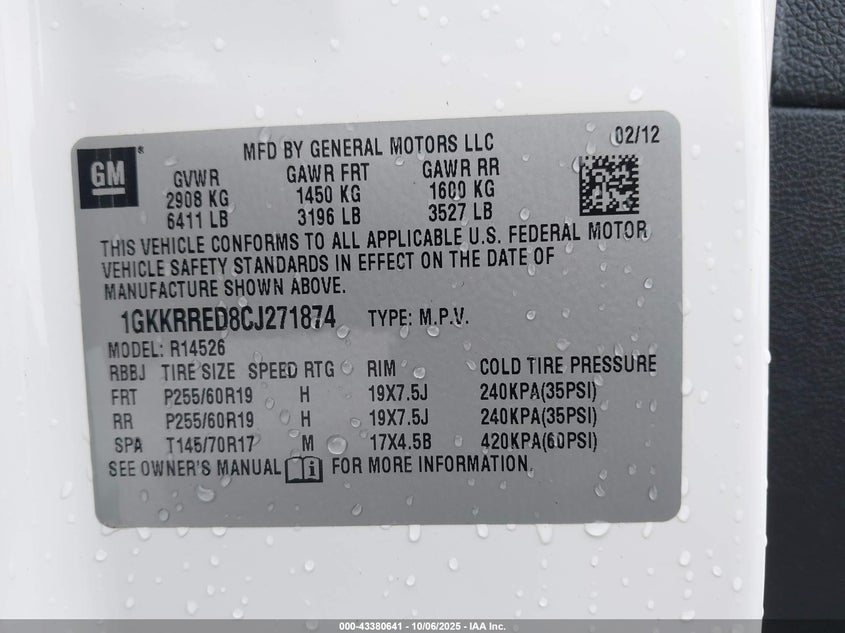 GM ®
MFD BY GENERAL MOTORS LLC 02/12
GVWR GAWR FRT GAWR RR
2908 KG 1450 KG 1600 KG
6411 LB 3196 LB 3527 LB
THIS VEHICLE CONFORMS TO ALL APPLICABLE U.S. FEDERAL MOTOR
VEHICLE SAFETY STANDARDS IN EFFECT ON THE DATE OF
MANUFACTURE SHOWN ABOVE.
1GKKRRED8CJ271874 TYPE: M.P.V.
MODEL: R14526
RBBJ TIRE SIZE SPEED RTG RIM COLD TIRE PRESSURE
FRT P255/60R19 H 19X7.5J 240KPA(35PSI)
RR P255/60R19 H 19X7.5J 240KPA(35PSI)
SPA T145/70R17 M 17X4.5B 420KPA(60PSI)
SEE OWNER'S MANUAL FOR MORE INFORMATION.
000-43380641 - 10/06/2025 - IAA Inc.